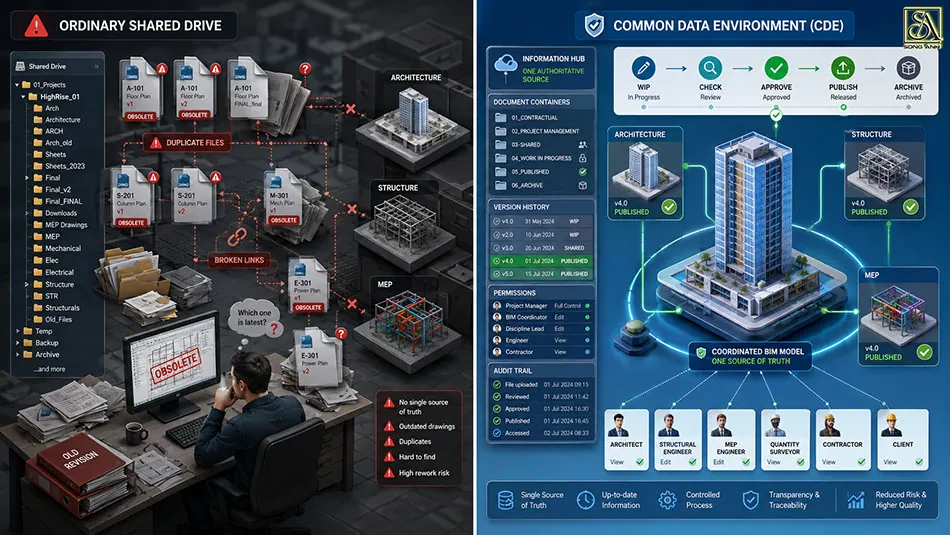 ORDINARY SHARED DRIVE
Shared Drive
01_Projects
HighRise_01
Arch
Architecture
ARCH
Arch_old
Sheets
Sheets_2023
Final
Final_v2
Final_FINAL
Downloads
MEP Drawings
MEP
Mechanical
Elec
Electrical
Structure
STR
Structurals
Old_Files
Temp
Backup
Archive
...and more
DWG
A-101
Floor Plan
v1
OBSOLETE
DWG
A-101
Floor Plan
v2
OBSOLETE
DWG
A-101
Floor Plan
FINAL_final
?
DUPLICATE FILES
DWG
S-201
Column Plan
v1
OBSOLETE
DWG
S-201
Column Plan
v2
DWG
M-301
Mech Plan
v1
OBSOLETE
BROKEN LINKS
DWG
E-301
Power Plan
v1
OBSOLETE
DWG
E-301
Power Plan
v2
?
ARCHITECTURE
STRUCTURE
MEP
Which one
is latest?
?
OBSOLETE
OLD
REVISION
No single source
of truth
Outdated drawings
Duplicates
Hard to find
High rework risk
COMMON DATA ENVIRONMENT (CDE)
SONG ANH
INFORMATION HUB
ONE AUTHORITATIVE
SOURCE
DOCUMENT CONTAINERS
01_CONTRACTUAL
02_PROJECT MANAGEMENT
03-SHARED
04_WORK IN PROGRESS
05_PUBLISHED
06_ARCHIVE
VERSION HISTORY
v4.0 31 May 2024 WIP
v2.0 10 Jun 2024 WIP
v3.0 20 Jun 2024 SHARED
v4.0 01 Jul 2024 PUBLISHED
v5.0 15 Jul 2024 PUBLISHED
PERMISSIONS
Project Manager Full Control
BIM Coordinator Edit
Discipline Lead Edit
Engineer View
Contractor View
AUDIT TRAIL
File uploaded 01 Jul 2024 09:15
Reviewed 01 Jul 2024 11:42
Approved 01 Jul 2024 16:30
Published 01 Jul 2024 16:45
Accessed 02 Jul 2024 08:33
WIP
In Progress
CHECK
Review
APPROVE
Approved
PUBLISH
Released
ARCHIVE
Archived
ARCHITECTURE
v4.0
PUBLISHED
STRUCTURE
v4.0
PUBLISHED
MEP
v4.0
PUBLISHED
COORDINATED BIM MODEL
ONE SOURCE OF TRUTH
ARCHITECT
View
STRUCTURAL
ENGINEER
Edit
MEP
ENGINEER
Edit
QUANTITY
SURVEYOR
View
CONTRACTOR
View
CLIENT
View
Single Source
of Truth
Up-to-date
Information
Controlled
Process
Transparency &
Traceability
Reduced Risk &
Higher Quality